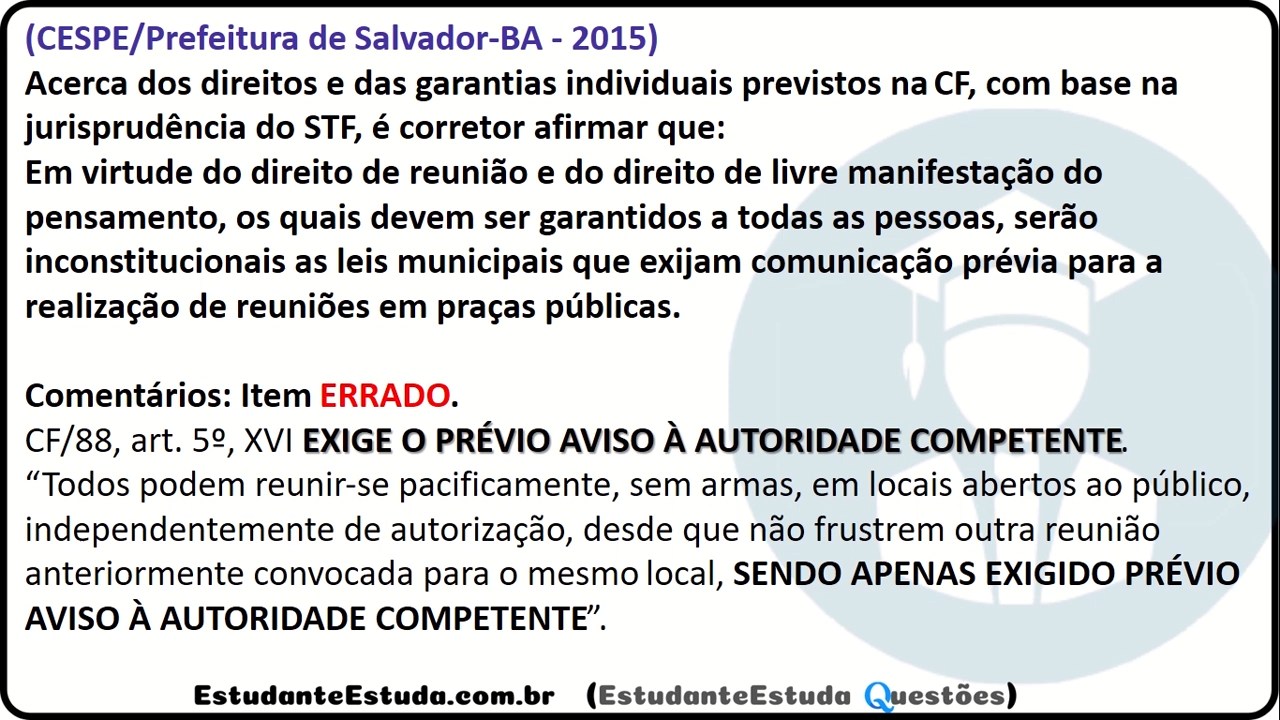 (CESPE/Prefeitura de Salvador-BA - 2015)
Acerca dos direitos e das garantias individuais previstos na CF, com base na
jurisprudência do STF, é corretor afirmar que:
Em virtude do direito de reunião e do direito de livre manifestação do
pensamento, os quais devem ser garantidos a todas as pessoas, serão
inconstitucionais as leis municipais que exijam comunicação prévia para a
realização de reuniões em praças públicas.
Comentários: Item ERRADO.
CF/88, art. 5º, XVI EXIGE O PRÉVIO AVISO À AUTORIDADE COMPETENTE.
“Todos podem reunir-se pacificamente, sem armas, em locais abertos ao público,
independentemente de autorização, desde que não frustrem outra reunião
anteriormente convocada para o mesmo local, SENDO APENAS EXIGIDO PRÉVIO
AVISO À AUTORIDADE COMPETENTE”.
EstudanteEstuda.com.br (EstudanteEstuda Questões)